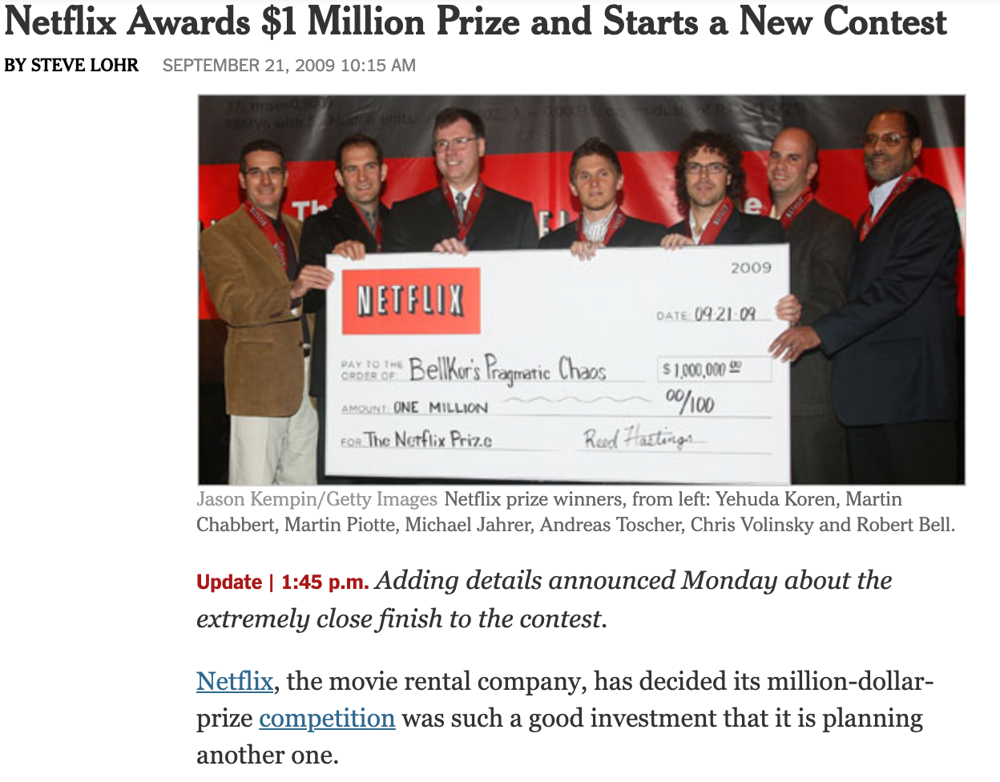 Netflix Awards $1 Million Prize and Starts a New Contest
BY STEVE LOHR SEPTEMBER 21, 2009 10:15 AM
NETFLIX
2009
DATE: 09·21·09
PAY TO THE
ORDER OF: BellKor's Pragmatic Chaos
$1,000,000 00
AMOUNT: ONE MILLION 00/100
FOR The Netflix Prize Reed Hastings
Jason Kempin/Getty Images Netflix prize winners, from left: Yehuda Koren, Martin
Chabbert, Martin Piotte, Michael Jahrer, Andreas Toscher, Chris Volinsky and Robert Bell.
Update | 1:45 p.m. Adding details announced Monday about the
extremely close finish to the contest.
Netflix, the movie rental company, has decided its million-dollar-
prize competition was such a good investment that it is planning
another one.